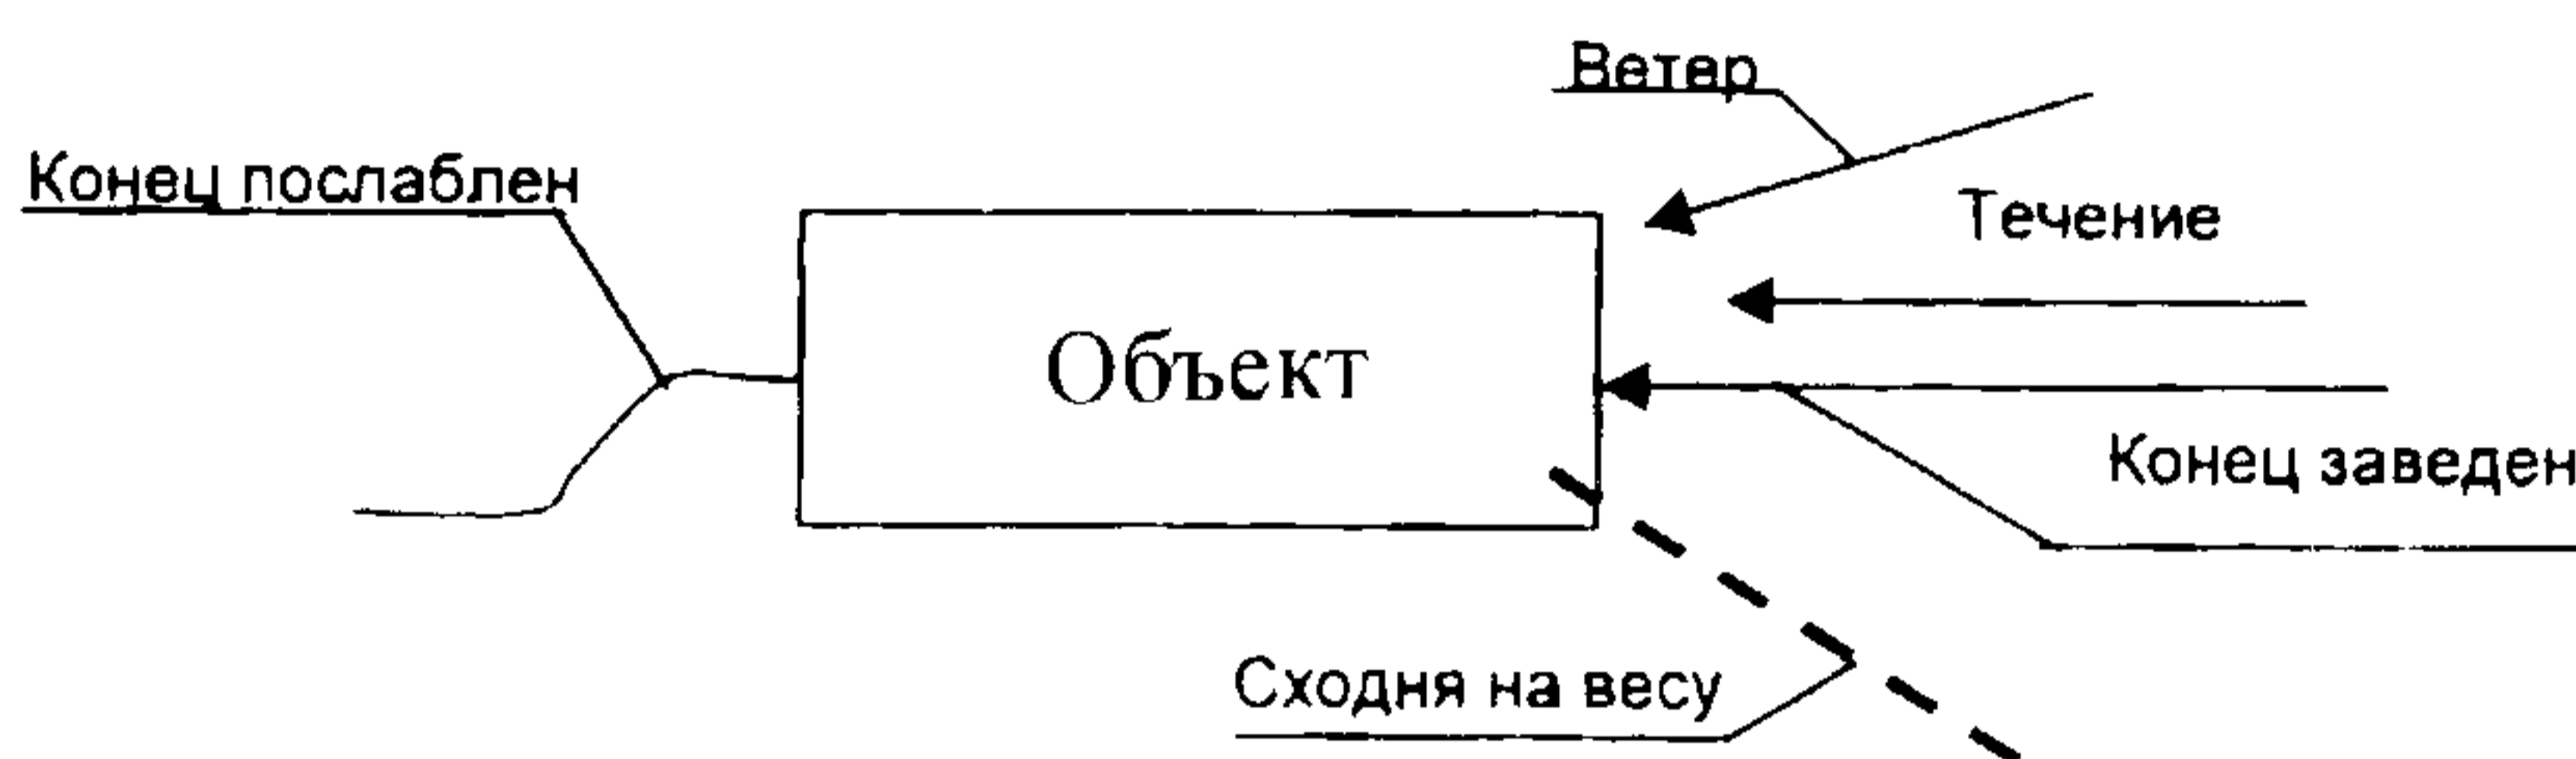 Ветер
Конец послаблен
Течение
Объект
Конец заведен
Сходня на весу